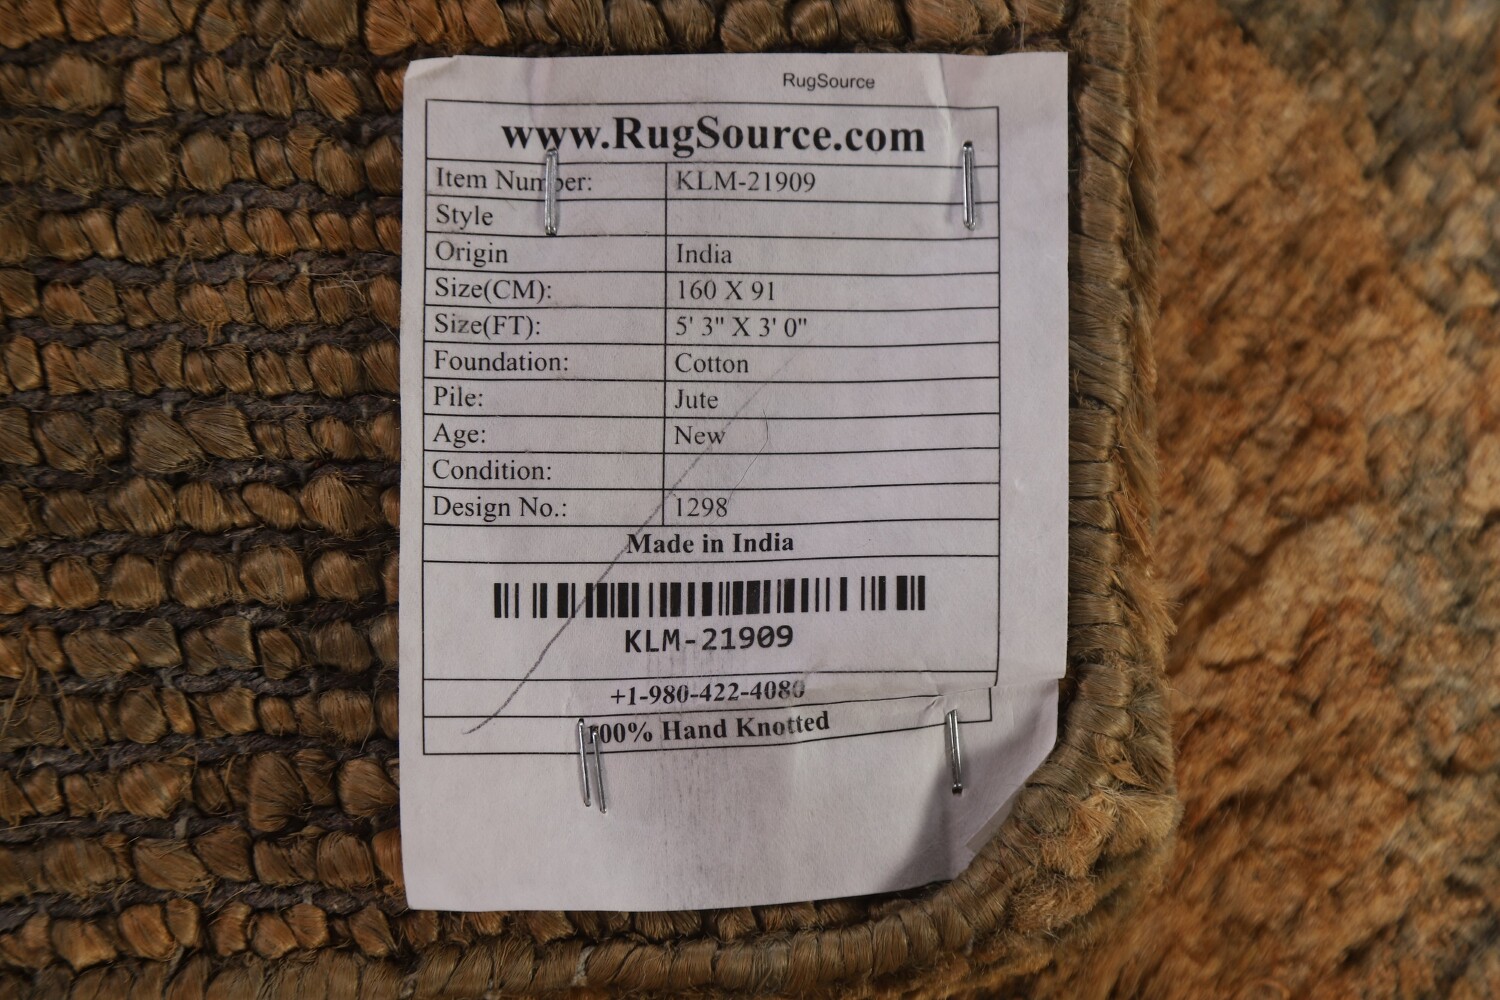 RugSource
www.RugSource.com
Item Number: KLM-21909
Style
Origin India
Size(CM): 160 X 91
Size(FT): 5' 3" X 3' 0"
Foundation: Cotton
Pile: Jute
Age: New
Condition:
Design No.: 1298
Made in India
KLM-21909
+1-980-422-4080
100% Hand Knotted